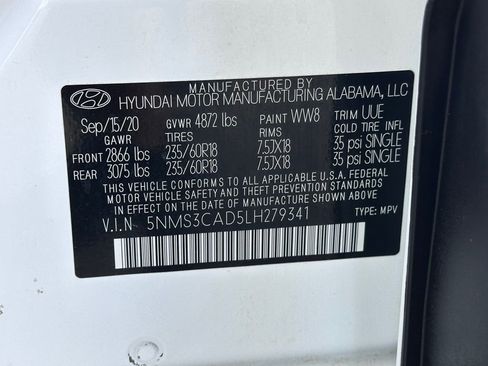 MANUFACTURED BY
HYUNDAI MOTOR MANUFACTURING ALABAMA, LLC
Sep/15/20 GVWR 4872 lbs PAINT WW8 TRIM UUE
GAWR TIRES RIMS COLD TIRE INFL
FRONT 2866 lbs 235/60R18 7.5JX18 35 psi SINGLE
REAR 3075 lbs 235/60R18 7.5JX18 35 psi SINGLE
THIS VEHICLE CONFORMS TO ALL APPLICABLE U.S.A. FEDERAL
MOTOR VEHICLE SAFETY AND THEFT PREVENTION STANDARDS
IN EFFECT ON THE DATE OF MANUFACTURE SHOWN ABOVE.
V.I.N 5NMS3CAD5LH279341 TYPE: MPV